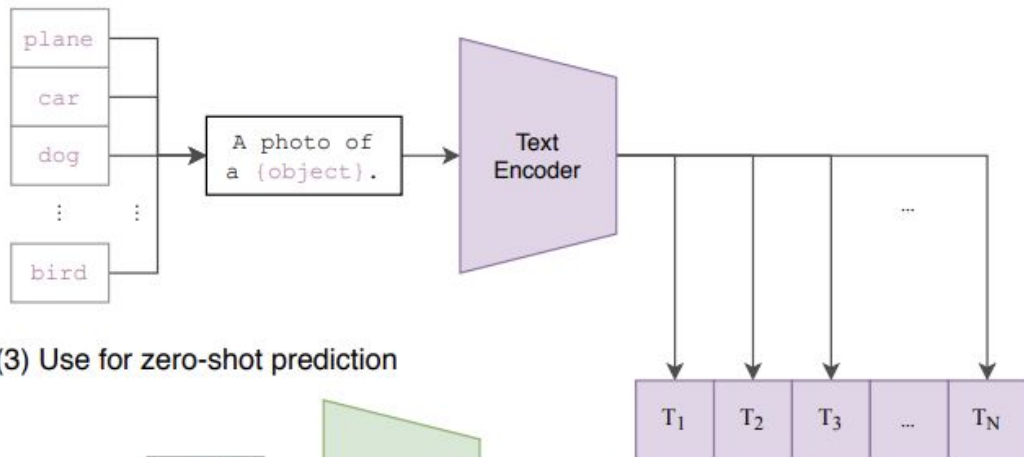 plane
car
dog
⋮ ⋮
bird
A photo of
a {object}.
Text
Encoder
...
(3) Use for zero-shot prediction
T1 T2 T3 ... TN